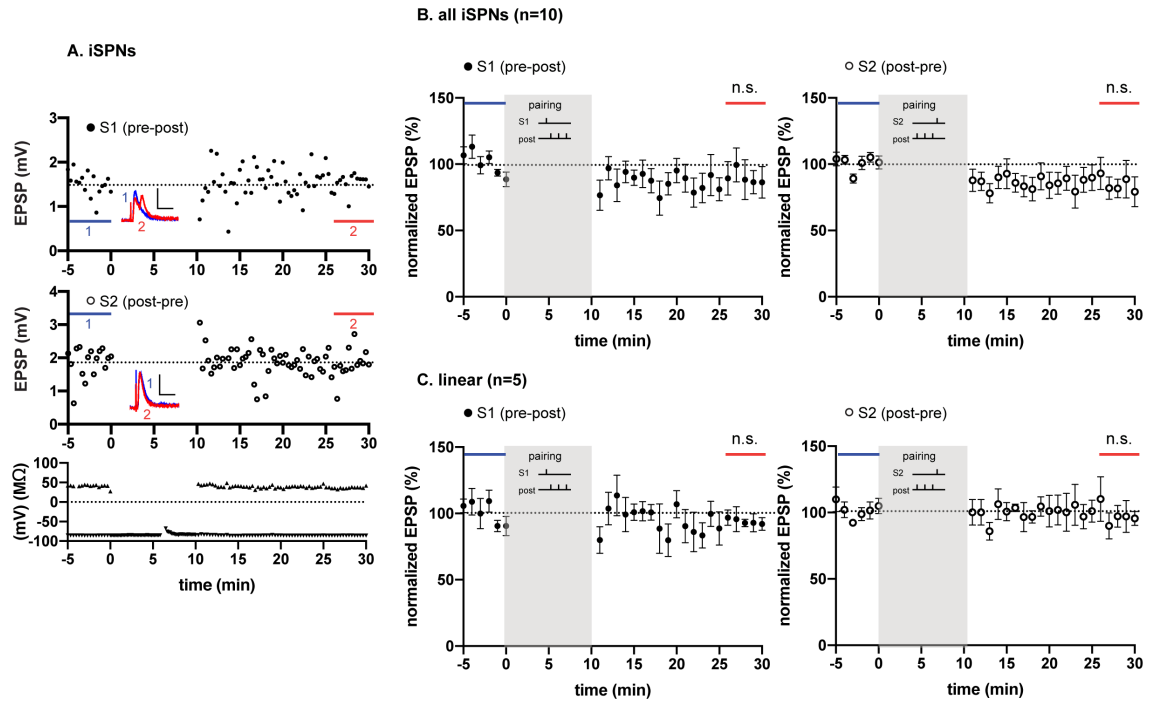 B. all iSPNs (n=10)
A. iSPNs
S1 (pre-post)
n.s.
S2 (post-pre)
n.s.
EPSP (mV)
3
2
1
0
S1 (pre-post)
1
1
2
2
-5 0 5 10 15 20 25 30
EPSP (mV)
4
3
2
1
0
S2 (post-pre)
1
2
1
2
-5 0 5 10 15 20 25 30
(mV) (MΩ)
100
50
0
-50
-100
-5 0 5 10 15 20 25 30
time (min)
normalized EPSP (%)
150
100
50
0
pairing
S1
post
-5 0 5 10 15 20 25 30
time (min)
normalized EPSP (%)
150
100
50
0
pairing
S2
post
-5 0 5 10 15 20 25 30
time (min)
C. linear (n=5)
S1 (pre-post)
n.s.
S2 (post-pre)
n.s.
normalized EPSP (%)
150
100
50
0
pairing
S1
post
-5 0 5 10 15 20 25 30
time (min)
normalized EPSP (%)
150
100
50
0
pairing
S2
post
-5 0 5 10 15 20 25 30
time (min)